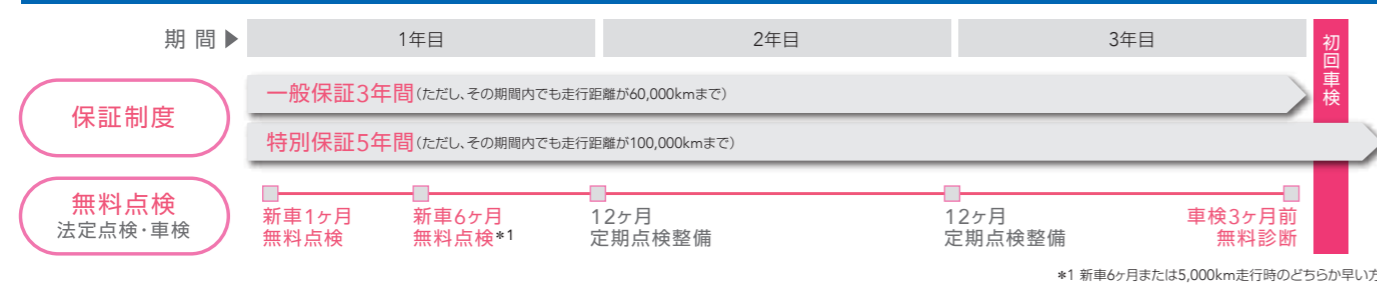 期間▶
1年目
2年目
3年目
初回車検
保証制度
一般保証3年間(ただし、その期間内でも走行距離が60,000kmまで)
特別保証5年間(ただし、その期間内でも走行距離が100,000kmまで)
無料点検
法定点検・車検
新車1ヶ月
無料点検
新車6ヶ月
無料点検*1
12ヶ月
定期点検整備
12ヶ月
定期点検整備
車検3ヶ月前
無料診断
*1 新車6ヶ月または5,000km走行時のどちらか早い方